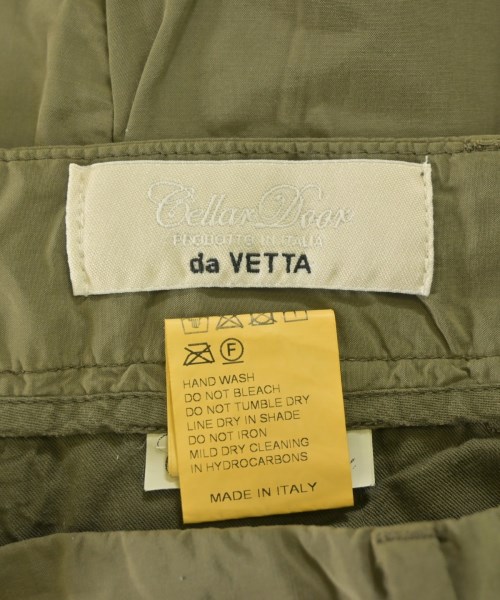 Cellar Door
PRODOTTO IN ITALIA
da VETTA
F
HAND WASH
DO NOT BLEACH
DO NOT TUMBLE DRY
LINE DRY IN SHADE
DO NOT IRON
MILD DRY CLEANING
IN HYDROCARBONS
MADE IN ITALY